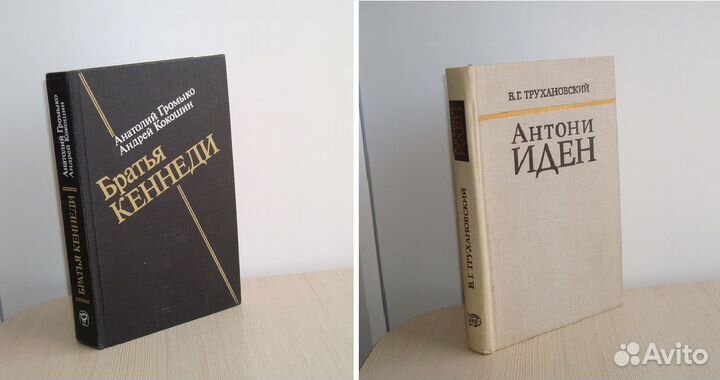 Анатолий Громыко
Андрей Кокошин
Братья
КЕННЕДИ
Анатолий Громыко
Андрей Кокошин
БРАТЬЯ КЕННЕДИ
В.Г. ТРУХАНОВСКИЙ
Антони
ИДЕН
В.Г. ТРУХАНОВСКИЙ
Avito